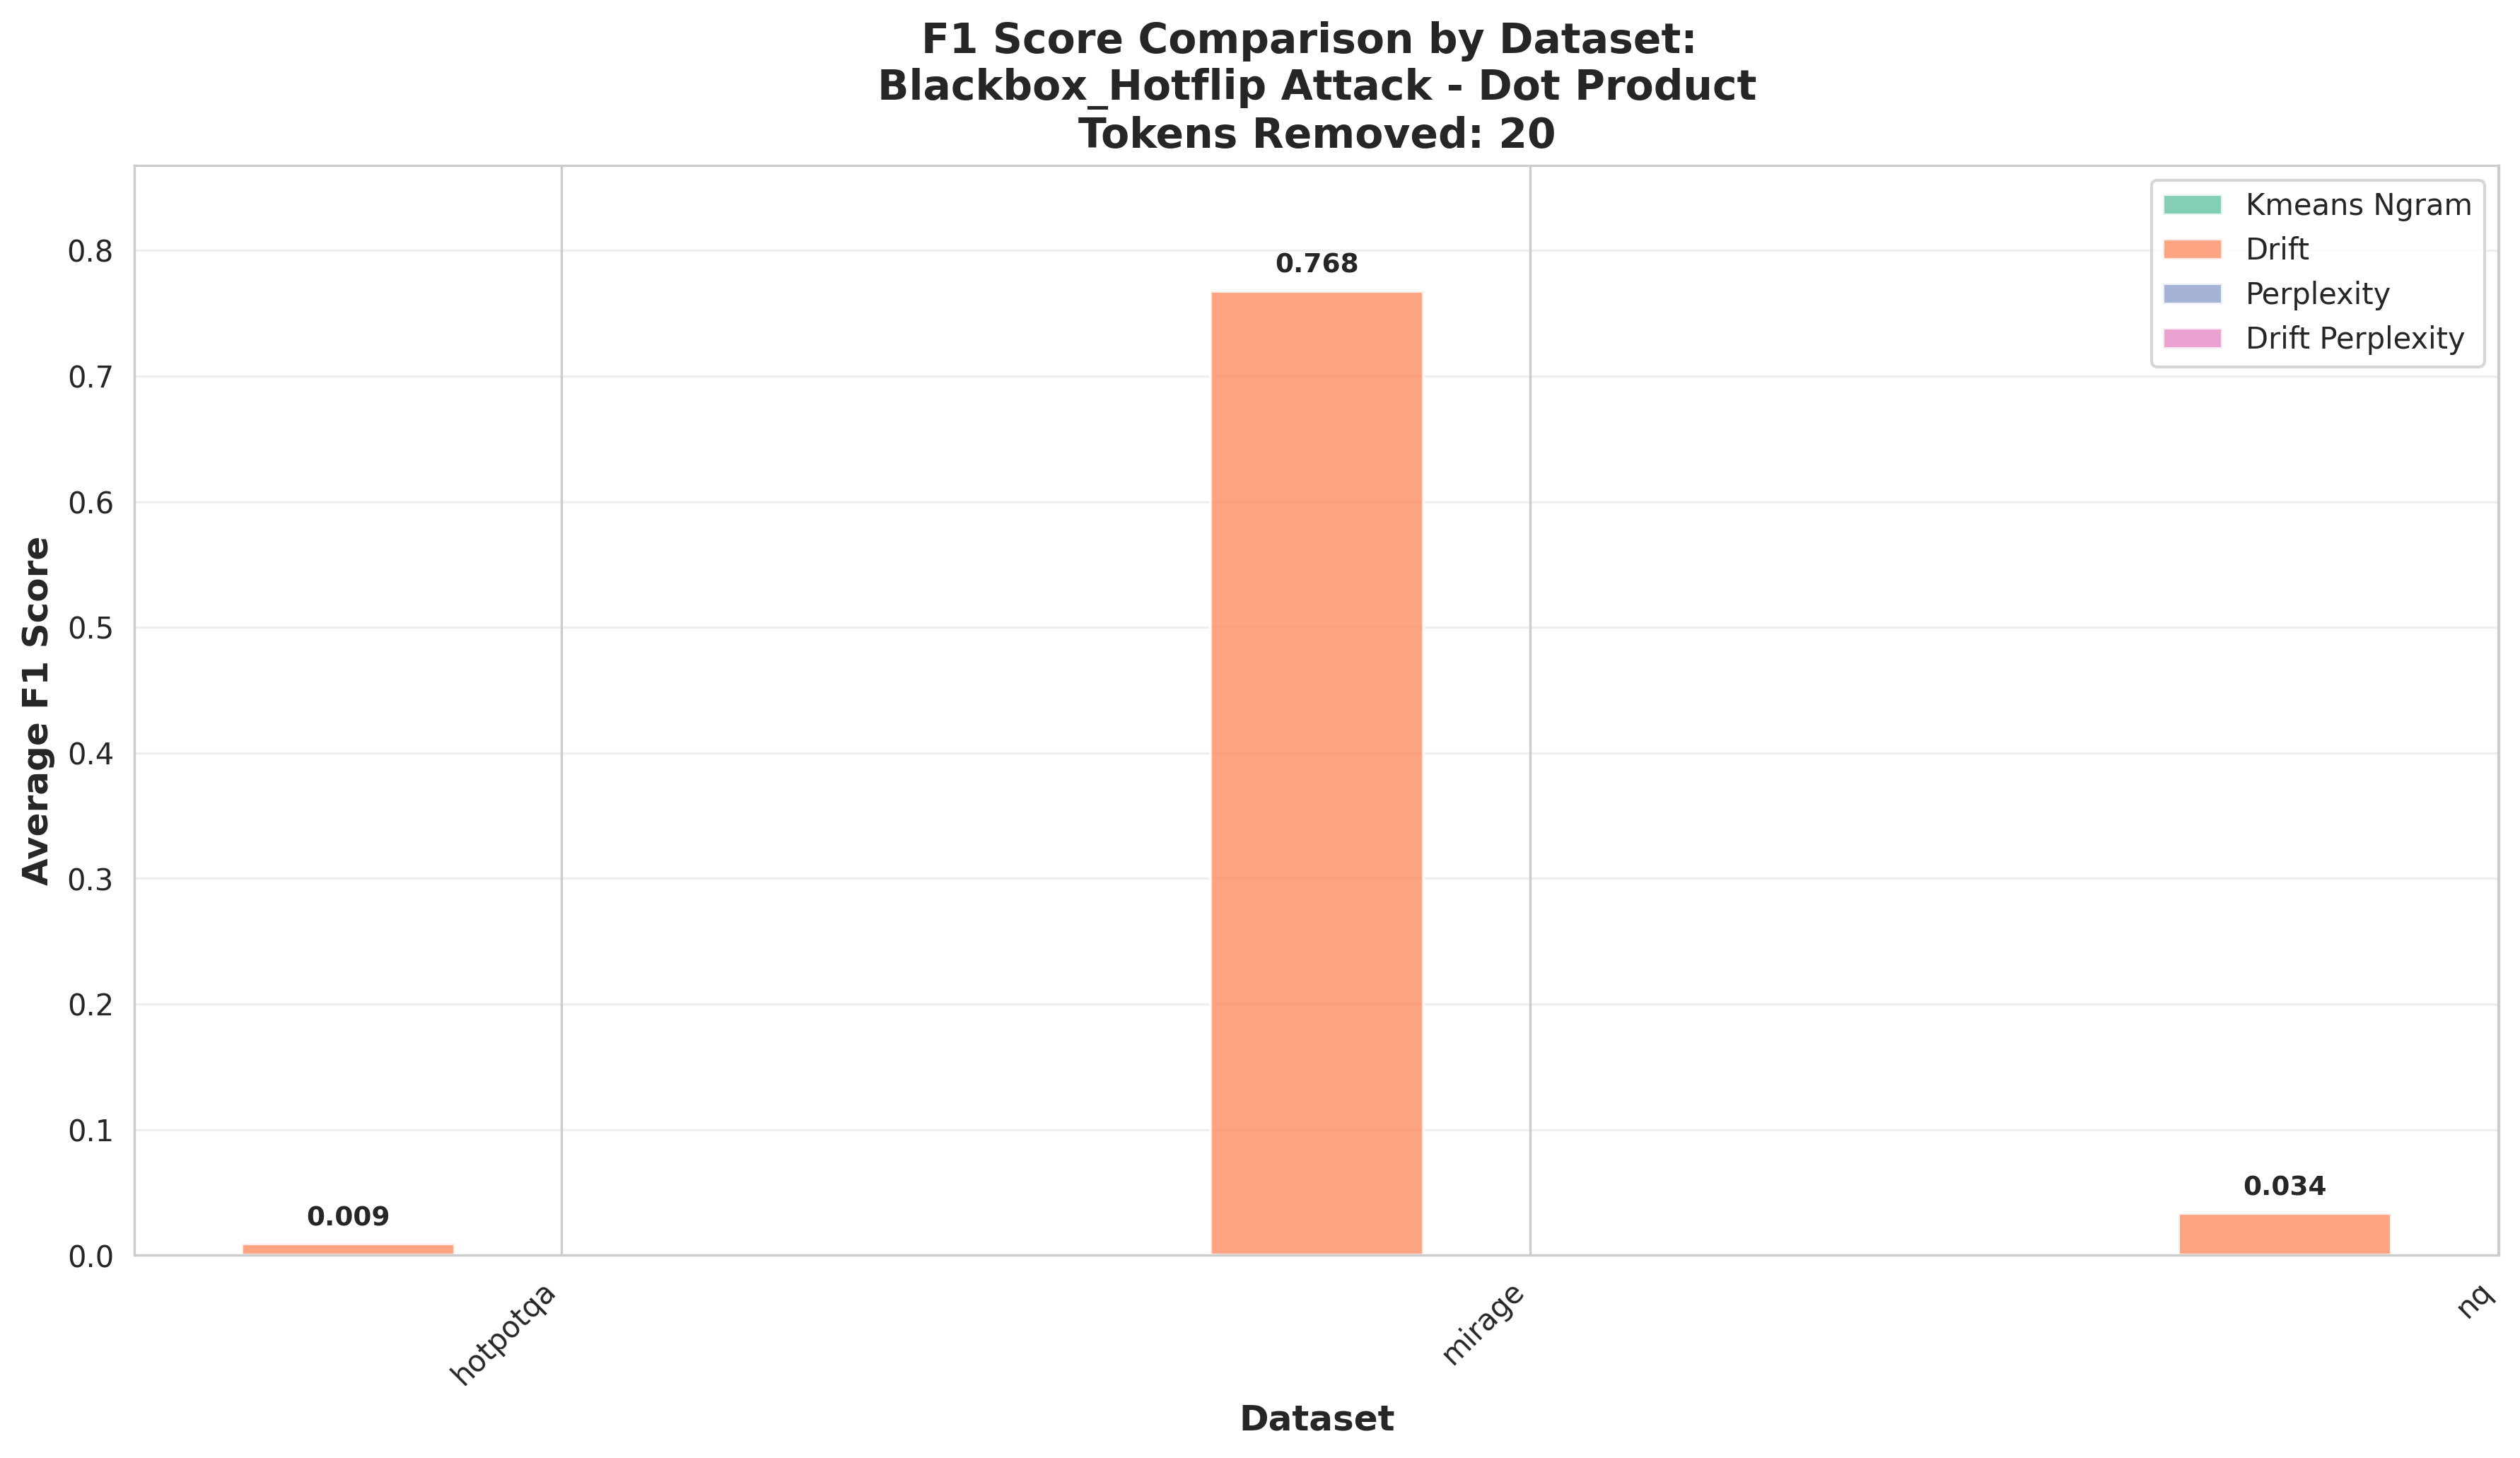 F1 Score Comparison by Dataset:
Blackbox_Hotflip Attack - Dot Product
Tokens Removed: 20
Kmeans Ngram
Drift
Perplexity
Drift Perplexity
Average F1 Score
0.8
0.7
0.6
0.5
0.4
0.3
0.2
0.1
0.0
0.009
0.768
0.034
hotpotqa
mirage
nq
Dataset